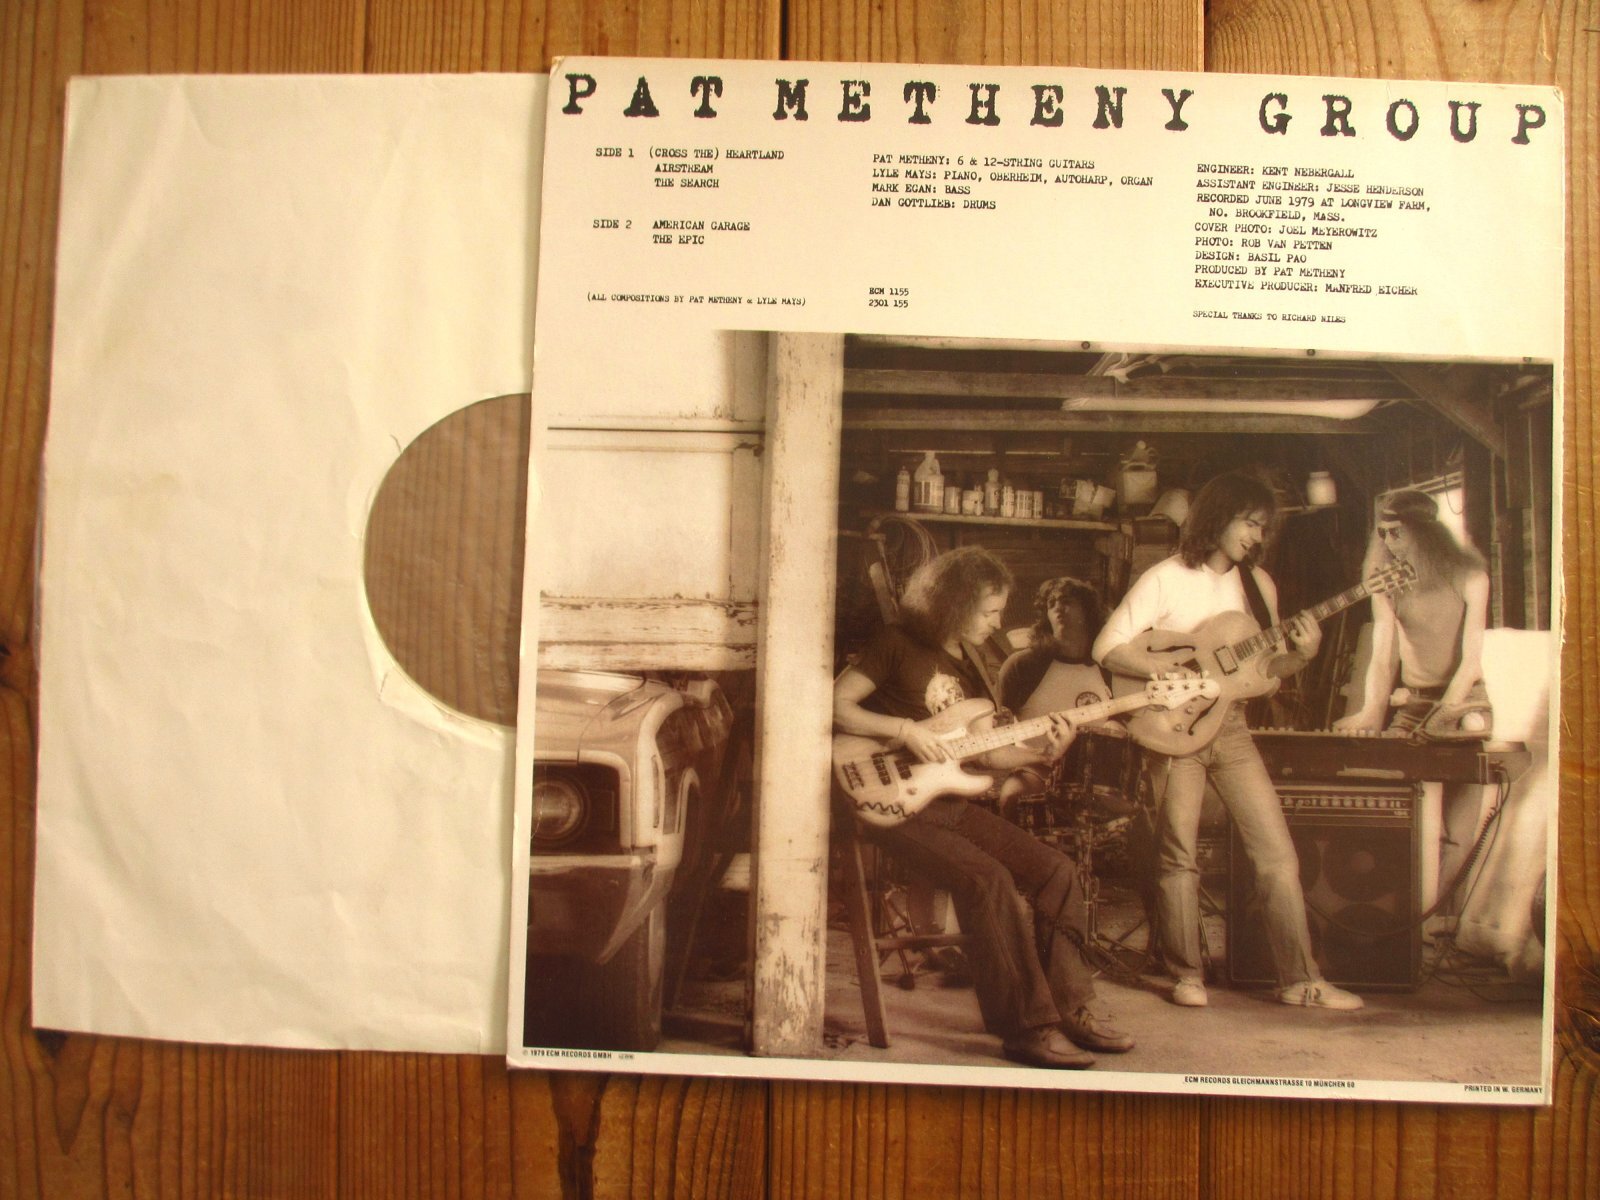 PAT METHENY GROUP
SIDE 1 (CROSS THE) HEARTLAND
AIRSTREAM
THE SEARCH
SIDE 2 AMERICAN GARAGE
THE EPIC
(ALL COMPOSITIONS BY PAT METHENY & LYLE MAYS)
PAT METHENY: 6 & 12-STRING GUITARS
LYLE MAYS: PIANO, OBERHEIM, AUTOHARP, ORGAN
MARK EGAN: BASS
DAN GOTTLIEB: DRUMS
ECM 1155
2301 155
ENGINEER: KENT NEBERGALL
ASSISTANT ENGINEER: JESSE HENDERSON
RECORDED JUNE 1979 AT LONGVIEW FARM,
NO. BROOKFIELD, MASS.
COVER PHOTO: JOEL MEYEROWITZ
PHOTO: ROB VAN PETTEN
DESIGN: BASIL PAO
PRODUCED BY PAT METHENY
EXECUTIVE PRODUCER: MANFRED EICHER
SPECIAL THANKS TO RICHARD NILES
© 1979 ECM RECORDS GMBH
ECM RECORDS GLEICHMANNSTRASSE 10 MÜNCHEN 60
PRINTED IN W. GERMANY